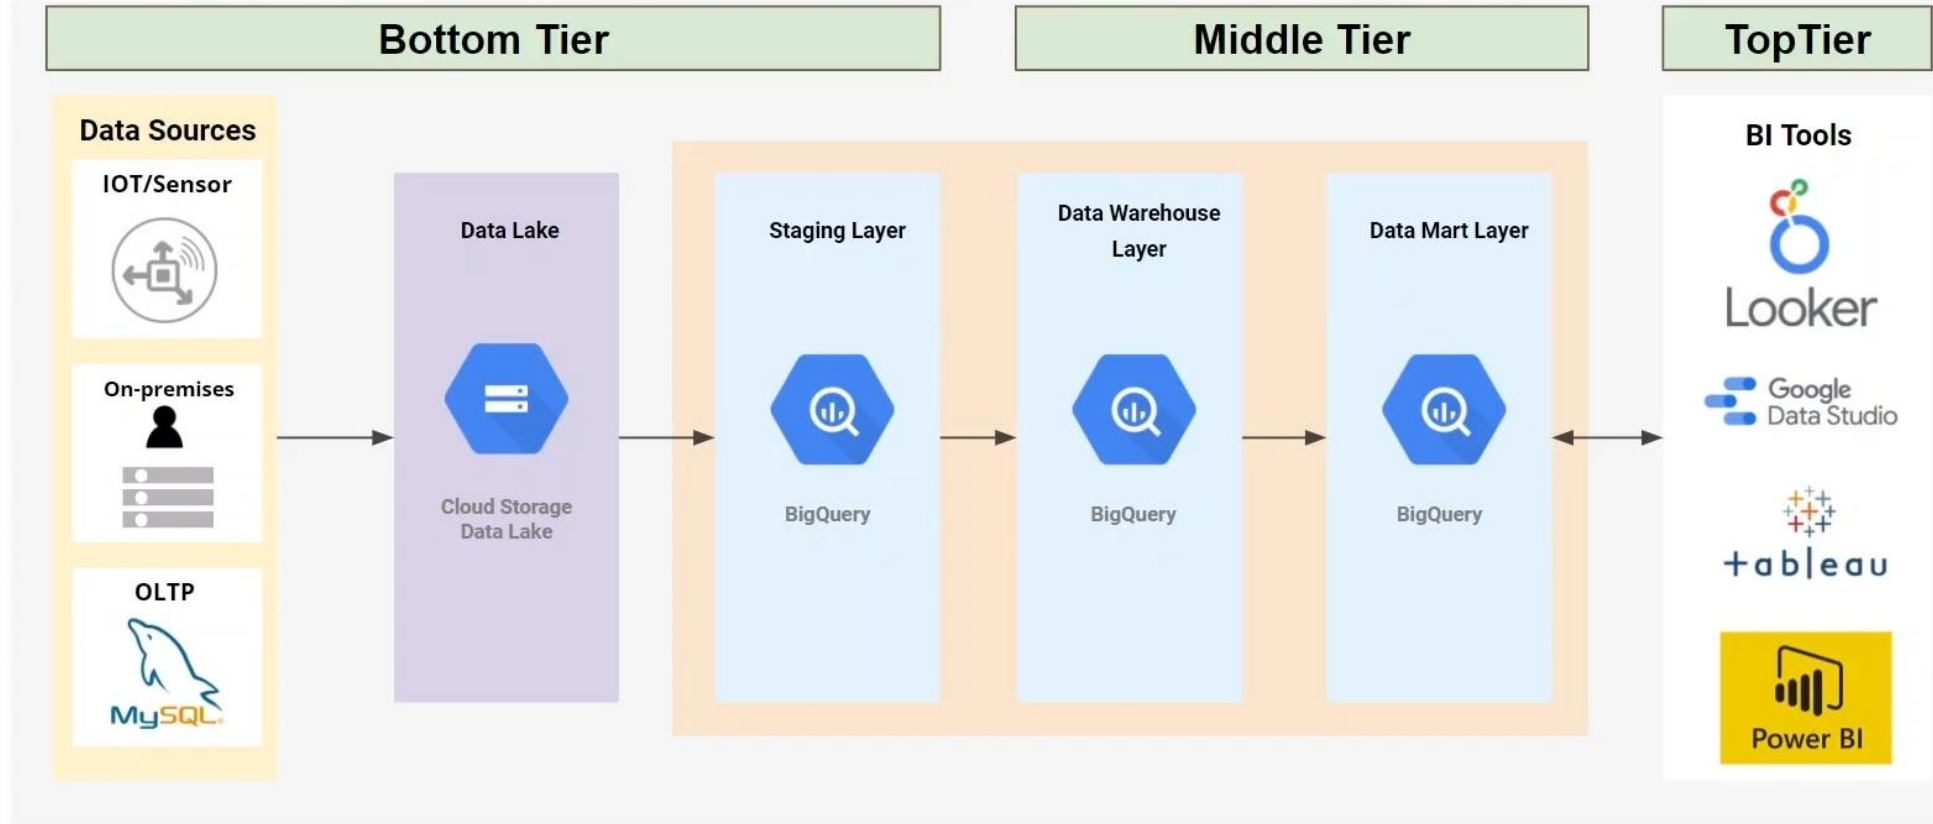 Bottom Tier
Middle Tier
TopTier
Data Sources
IOT/Sensor
On-premises
OLTP
MySQL
Data Lake
Cloud Storage
Data Lake
Staging Layer
BigQuery
Data Warehouse
Layer
BigQuery
Data Mart Layer
BigQuery
BI Tools
Looker
Google
Data Studio
+ableau
Power BI